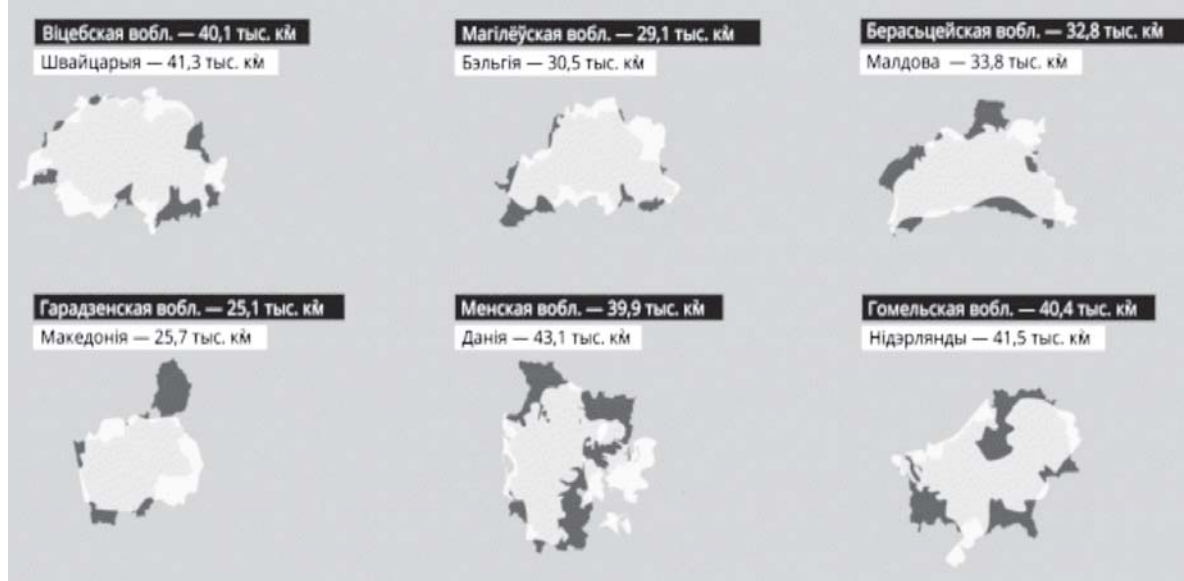 Віцебская вобл. — 40,1 тыс. км²
Швайцарыя — 41,3 тыс. км²
Магілёўская вобл. — 29,1 тыс. км²
Бэльгія — 30,5 тыс. км²
Берасьцейская вобл. — 32,8 тыс. км²
Малдова — 33,8 тыс. км²
Гарадзенская вобл. — 25,1 тыс. км²
Македонія — 25,7 тыс. км²
Менская вобл. — 39,9 тыс. км²
Данія — 43,1 тыс. км²
Гомельская вобл. — 40,4 тыс. км²
Нідэрлянды — 41,5 тыс. км²